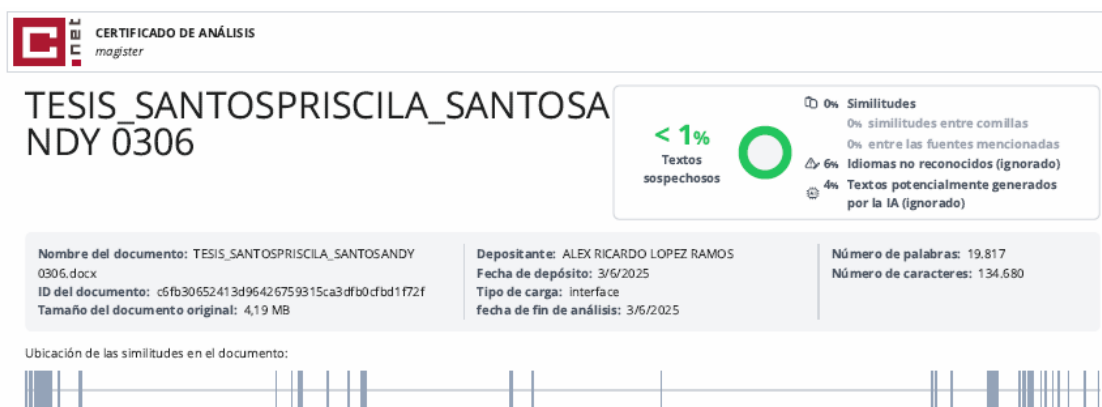 C .net
CERTIFICADO DE ANÁLISIS
magister
TESIS_SANTOSPRISCILA_SANTOSA
NDY 0306
< 1%
Textos
sospechosos
0% Similitudes
0% similitudes entre comillas
0% entre las fuentes mencionadas
6% Idiomas no reconocidos (ignorado)
4% Textos potencialmente generados
por la IA (ignorado)
Nombre del documento: TESIS_SANTOSPRISCILA_SANTOSANDY
0306.docx
ID del documento: c6fb30652413d96426759315ca3dfb0cfbd1f72f
Tamaño del documento original: 4,19 MB
Depositante: ALEX RICARDO LOPEZ RAMOS
Fecha de depósito: 3/6/2025
Tipo de carga: interface
fecha de fin de análisis: 3/6/2025
Número de palabras: 19.817
Número de caracteres: 134.680
Ubicación de las similitudes en el documento: